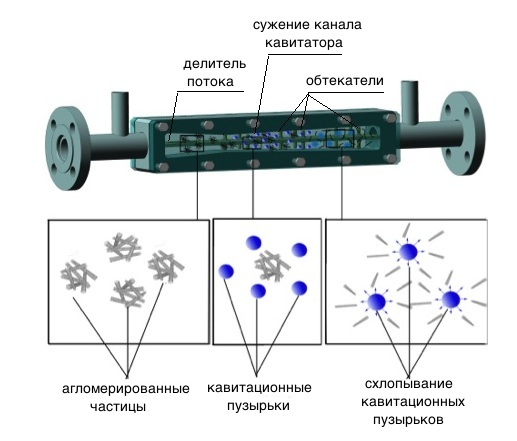 сужение канала
кавитатора
делитель
потока
обтекатели
агломерированные
частицы
кавитационные
пузырьки
схлопывание
кавитационных
пузырьков